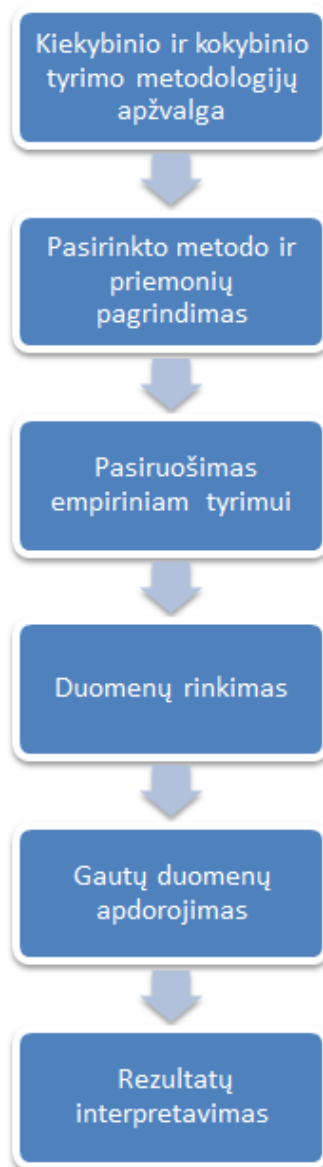 Kiekybinio ir kokybinio
tyrimo metodologijų
apžvalga
Pasirinkto metodo ir
priemonių
pagrindimas
Pasiruošimas
empiriniam tyrimui
Duomenų rinkimas
Gautų duomenų
apdorojimas
Rezultatų
interpretavimas